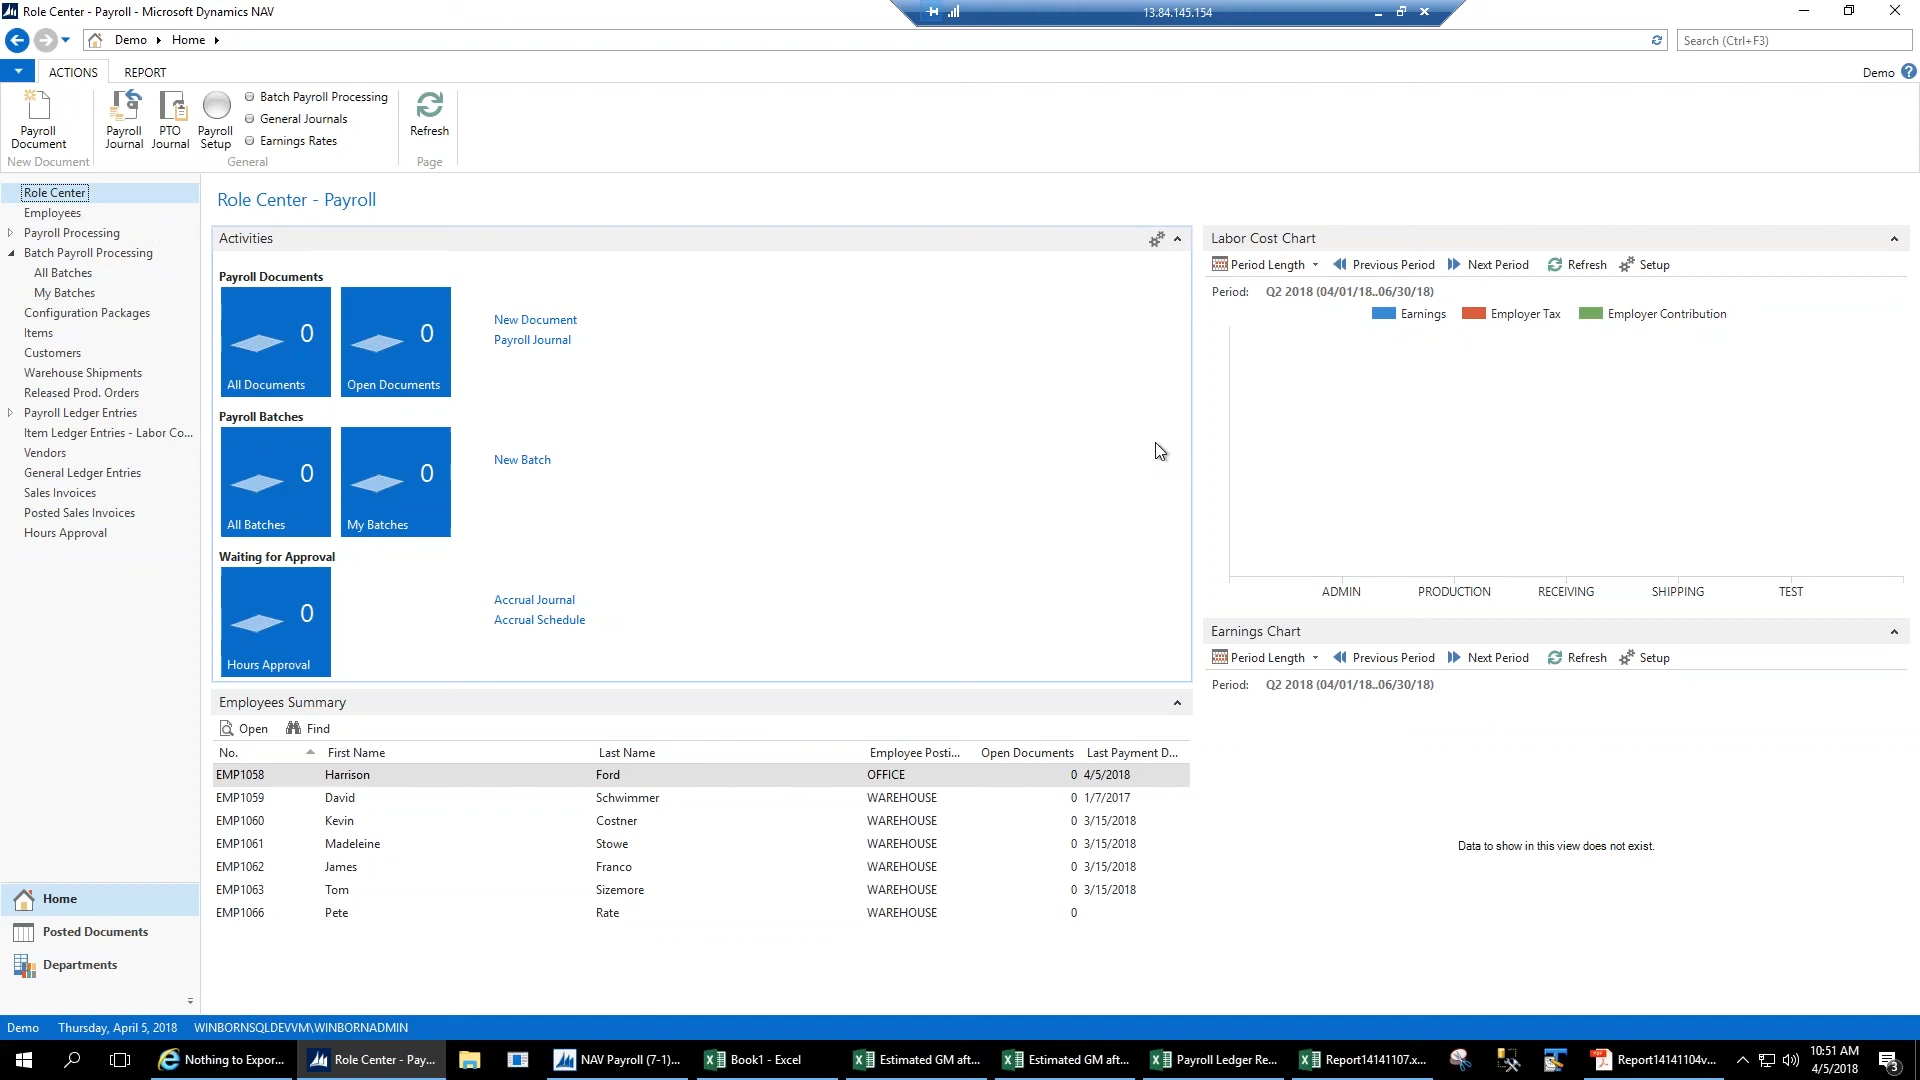 Role Center - Payroll - Microsoft Dynamics NAV
13.84.145.154
Demo
Home
Search (Ctrl+F3)
ACTIONS
REPORT
Demo
Payroll Document
Payroll Journal
PTO Journal
Payroll Setup
Batch Payroll Processing
General Journals
Earnings Rates
Refresh
New Document
General
Page
Role Center
Employees
Payroll Processing
Batch Payroll Processing
All Batches
My Batches
Configuration Packages
Items
Customers
Warehouse Shipments
Released Prod. Orders
Payroll Ledger Entries
Item Ledger Entries - Labor Co...
Vendors
General Ledger Entries
Sales Invoices
Posted Sales Invoices
Hours Approval
Home
Posted Documents
Departments
Role Center - Payroll
Activities
Payroll Documents
0
All Documents
0
Open Documents
New Document
Payroll Journal
Payroll Batches
0
All Batches
0
My Batches
New Batch
Waiting for Approval
0
Hours Approval
Accrual Journal
Accrual Schedule
Employees Summary
Open Find
No. First Name Last Name Employee Posti... Open Documents Last Payment D...
EMP1058 Harrison Ford OFFICE 0 4/5/2018
EMP1059 David Schwimmer WAREHOUSE 0 1/7/2017
EMP1060 Kevin Costner WAREHOUSE 0 3/15/2018
EMP1061 Madeleine Stowe WAREHOUSE 0 3/15/2018
EMP1062 James Franco WAREHOUSE 0 3/15/2018
EMP1063 Tom Sizemore WAREHOUSE 0 3/15/2018
EMP1066 Pete Rate WAREHOUSE 0
Labor Cost Chart
Period Length Previous Period Next Period Refresh Setup
Period: Q2 2018 (04/01/18..06/30/18)
Earnings Employer Tax Employer Contribution
ADMIN PRODUCTION RECEIVING SHIPPING TEST
Earnings Chart
Period Length Previous Period Next Period Refresh Setup
Period: Q2 2018 (04/01/18..06/30/18)
Data to show in this view does not exist.
Demo Thursday, April 5, 2018 WINBORNSQLDEVVM\WINBORNADMIN
Nothing to Expor...
Role Center - Pay...
NAV Payroll (7-1)...
Book1 - Excel
Estimated GM aft...
Estimated GM aft...
Payroll Ledger Re...
Report14141107.x...
Report14141104v...
10:51 AM
4/5/2018
3